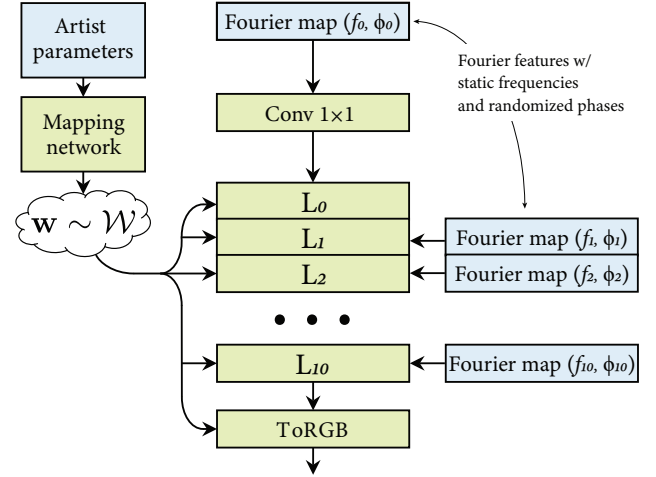 Artist
parameters
Fourier map (f₀, ϕ₀)
Fourier features w/
static frequencies
and randomized phases
Mapping
network
Conv 1×1
w ∼ 𝒲
L₀
L₁
Fourier map (f₁, ϕ₁)
L₂
Fourier map (f₂, ϕ₂)
L₁₀
Fourier map (f₁₀, ϕ₁₀)
ToRGB